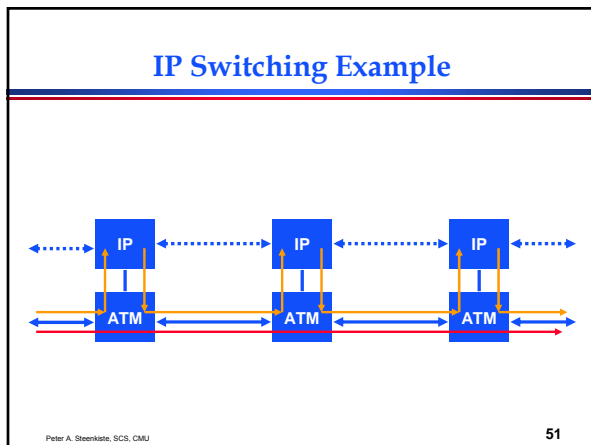 IP Switching Example
IP IP IP
ATM ATM ATM
Peter A. Steenkiste, SCS, CMU 51